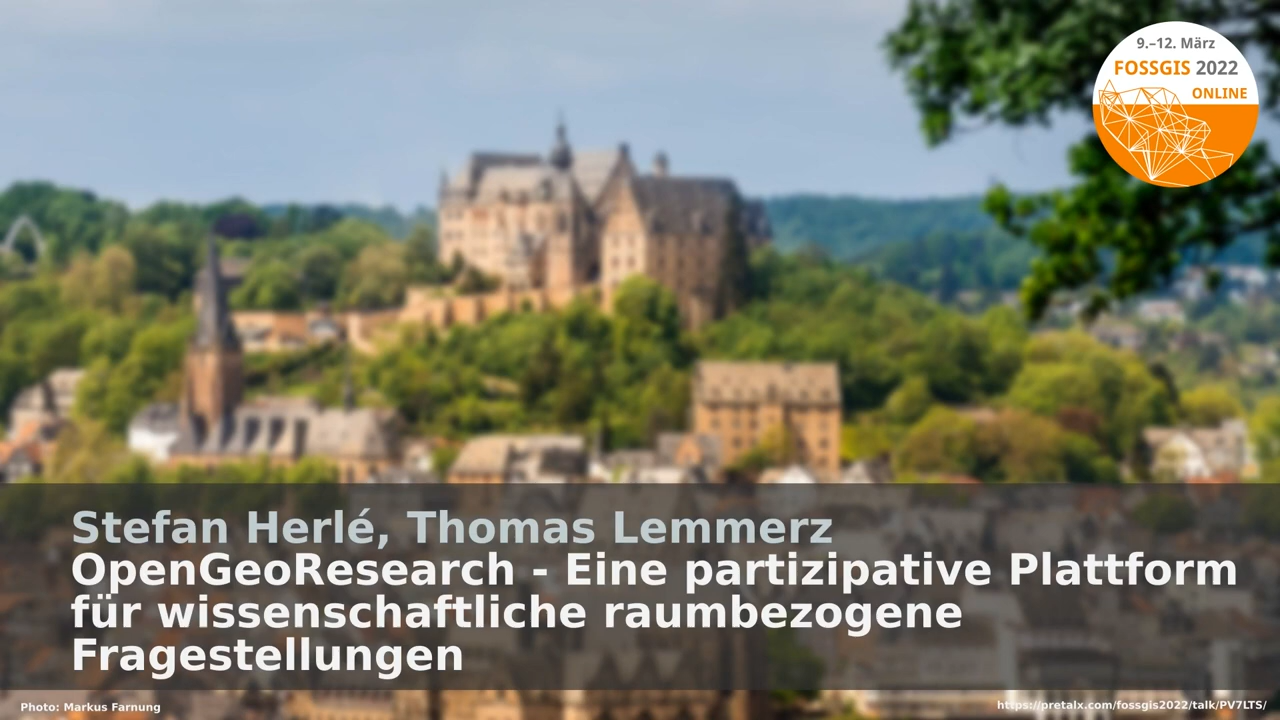 9.–12. März
FOSSGIS 2022
ONLINE
Stefan Herlé, Thomas Lemmerz
OpenGeoResearch - Eine partizipative Plattform
für wissenschaftliche raumbezogene
Fragestellungen
Photo: Markus Farnung
https://pretalx.com/fossgis2022/talk/PV7LTS/